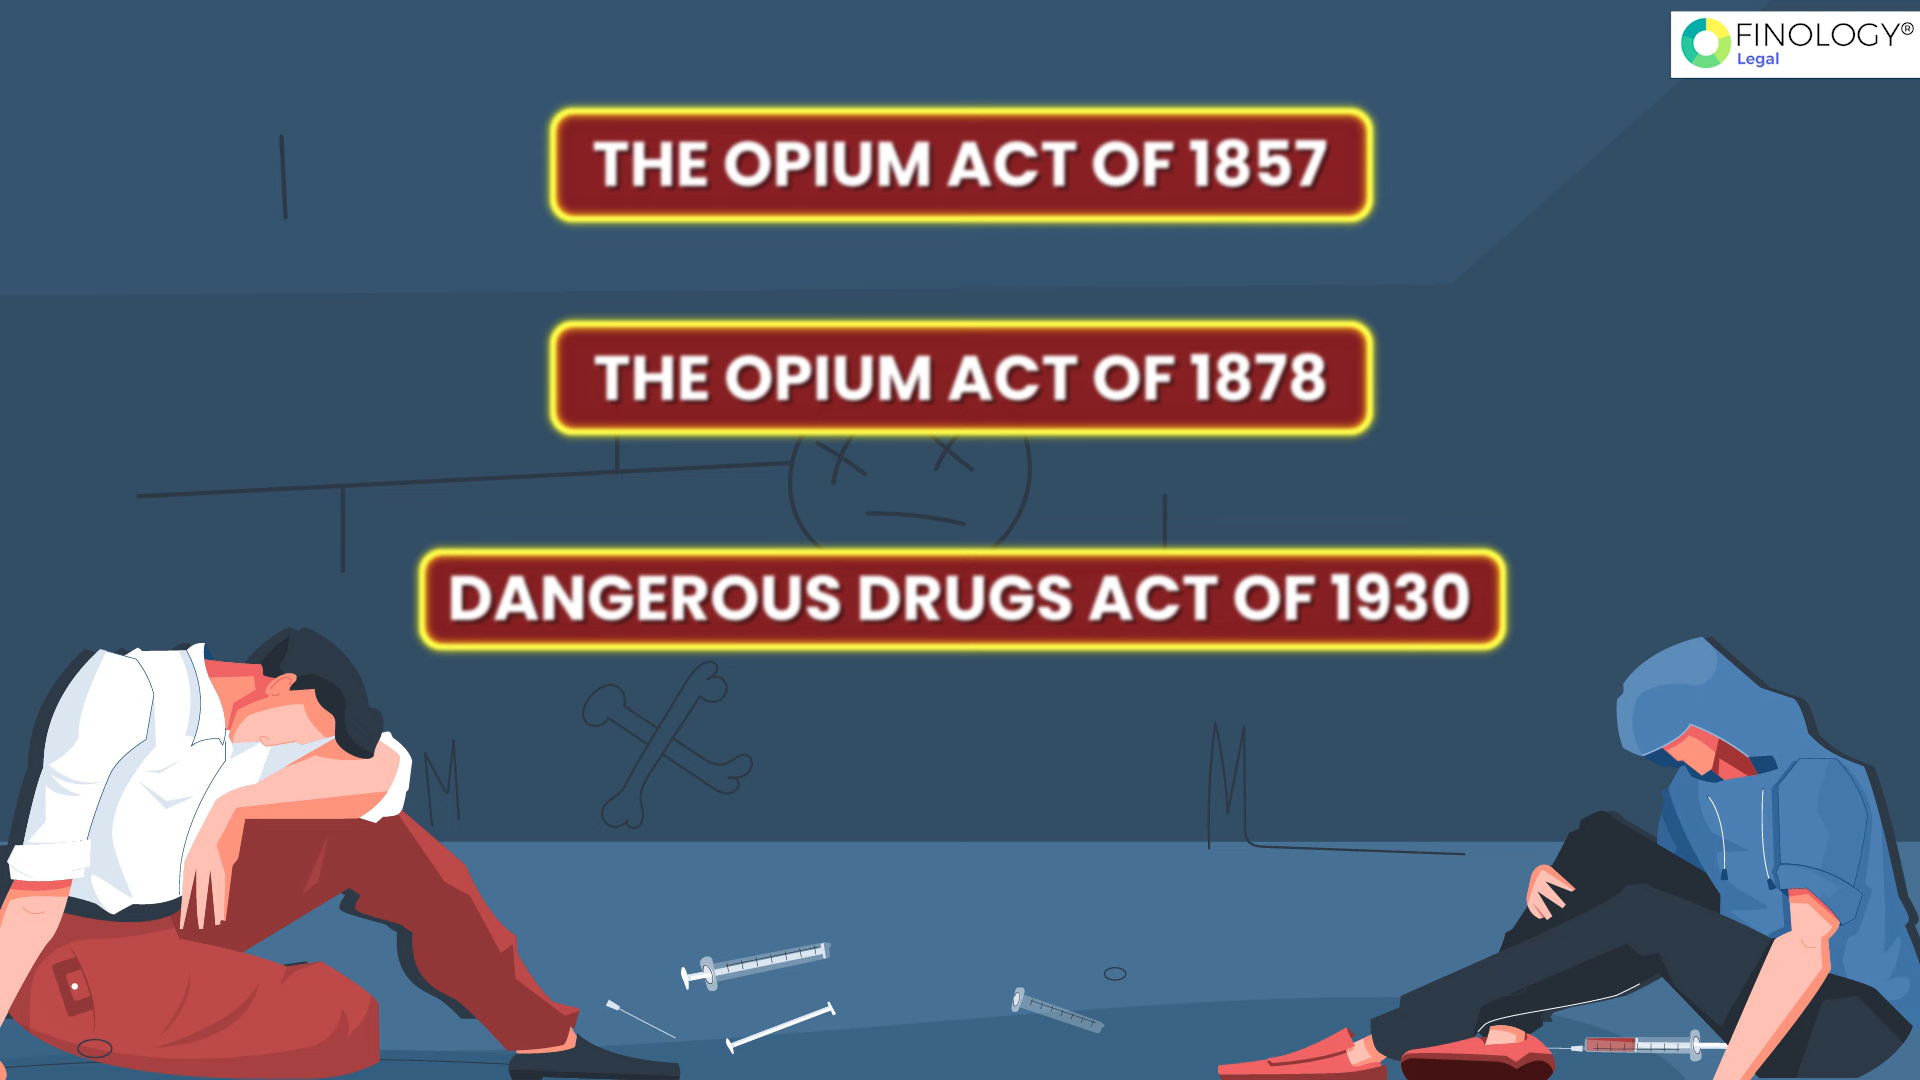 FINOLOGY®
Legal
THE OPIUM ACT OF 1857
THE OPIUM ACT OF 1878
DANGEROUS DRUGS ACT OF 1930